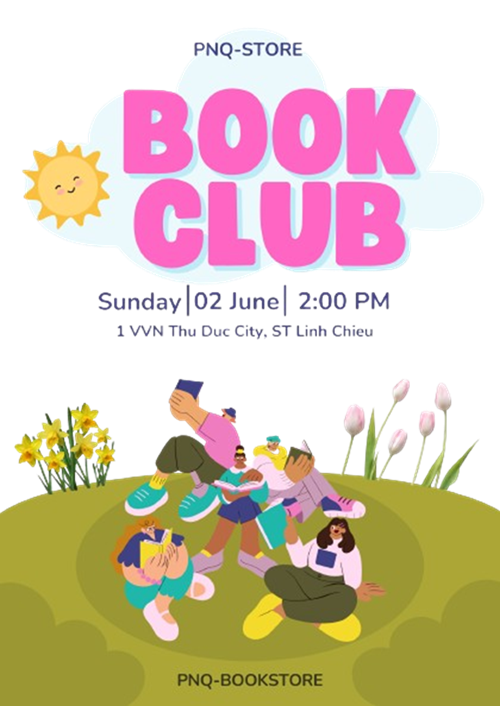 PNQ-STORE
BOOK
CLUB
Sunday|02 June| 2:00 PM
1 VVN Thu Duc City, ST Linh Chieu
PNQ-BOOKSTORE